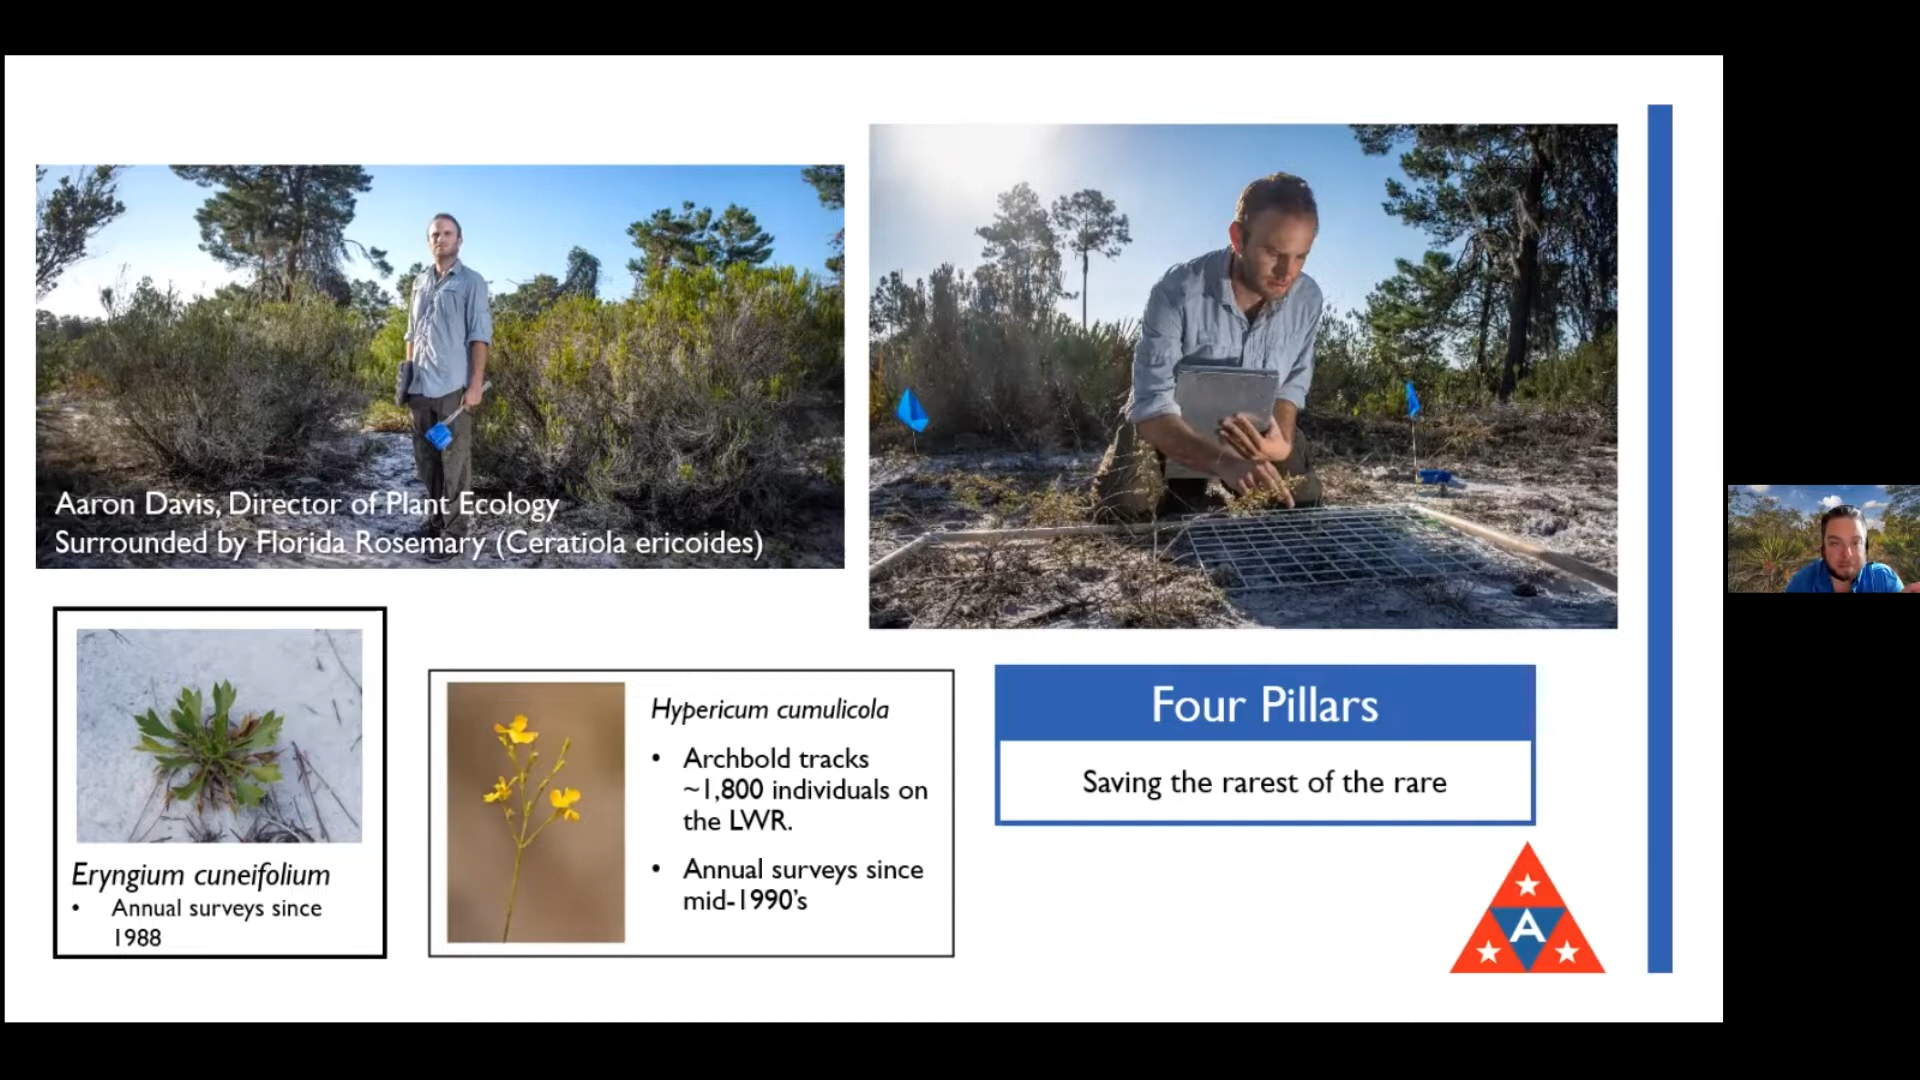 Aaron Davis, Director of Plant Ecology
Surrounded by Florida Rosemary (Ceratiola ericoides)
Eryngium cuneifolium
• Annual surveys since
1988
Hypericum cumulicola
• Archbold tracks
~1,800 individuals on
the LWR.
• Annual surveys since
mid-1990's
Four Pillars
Saving the rarest of the rare
A